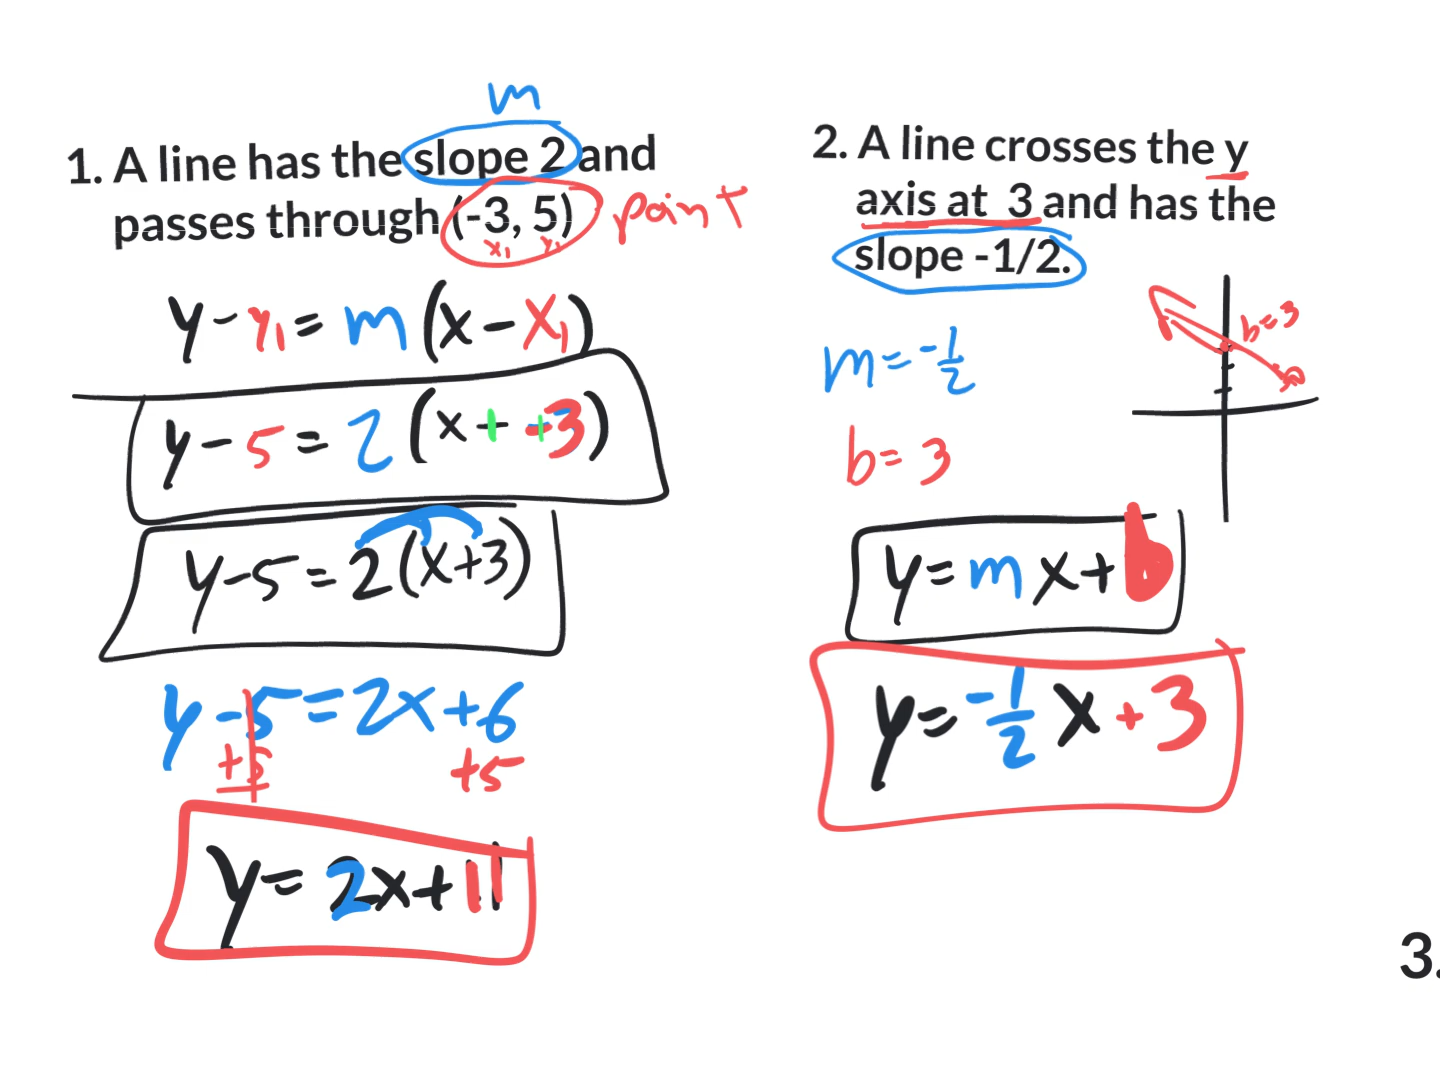 m
1. A line has the slope 2 and
passes through (-3, 5) point
x₁ y₁
y - y₁ = m (x - x₁)
y - 5 = 2 (x + +3)
y - 5 = 2 (x + 3)
y - 5 = 2x + 6
+5 +5
y = 2x + 11
2. A line crosses the y
axis at 3 and has the
slope -1/2.
b = 3
m = -1/2
b = 3
y = mx + b
y = -1/2 x + 3
3.